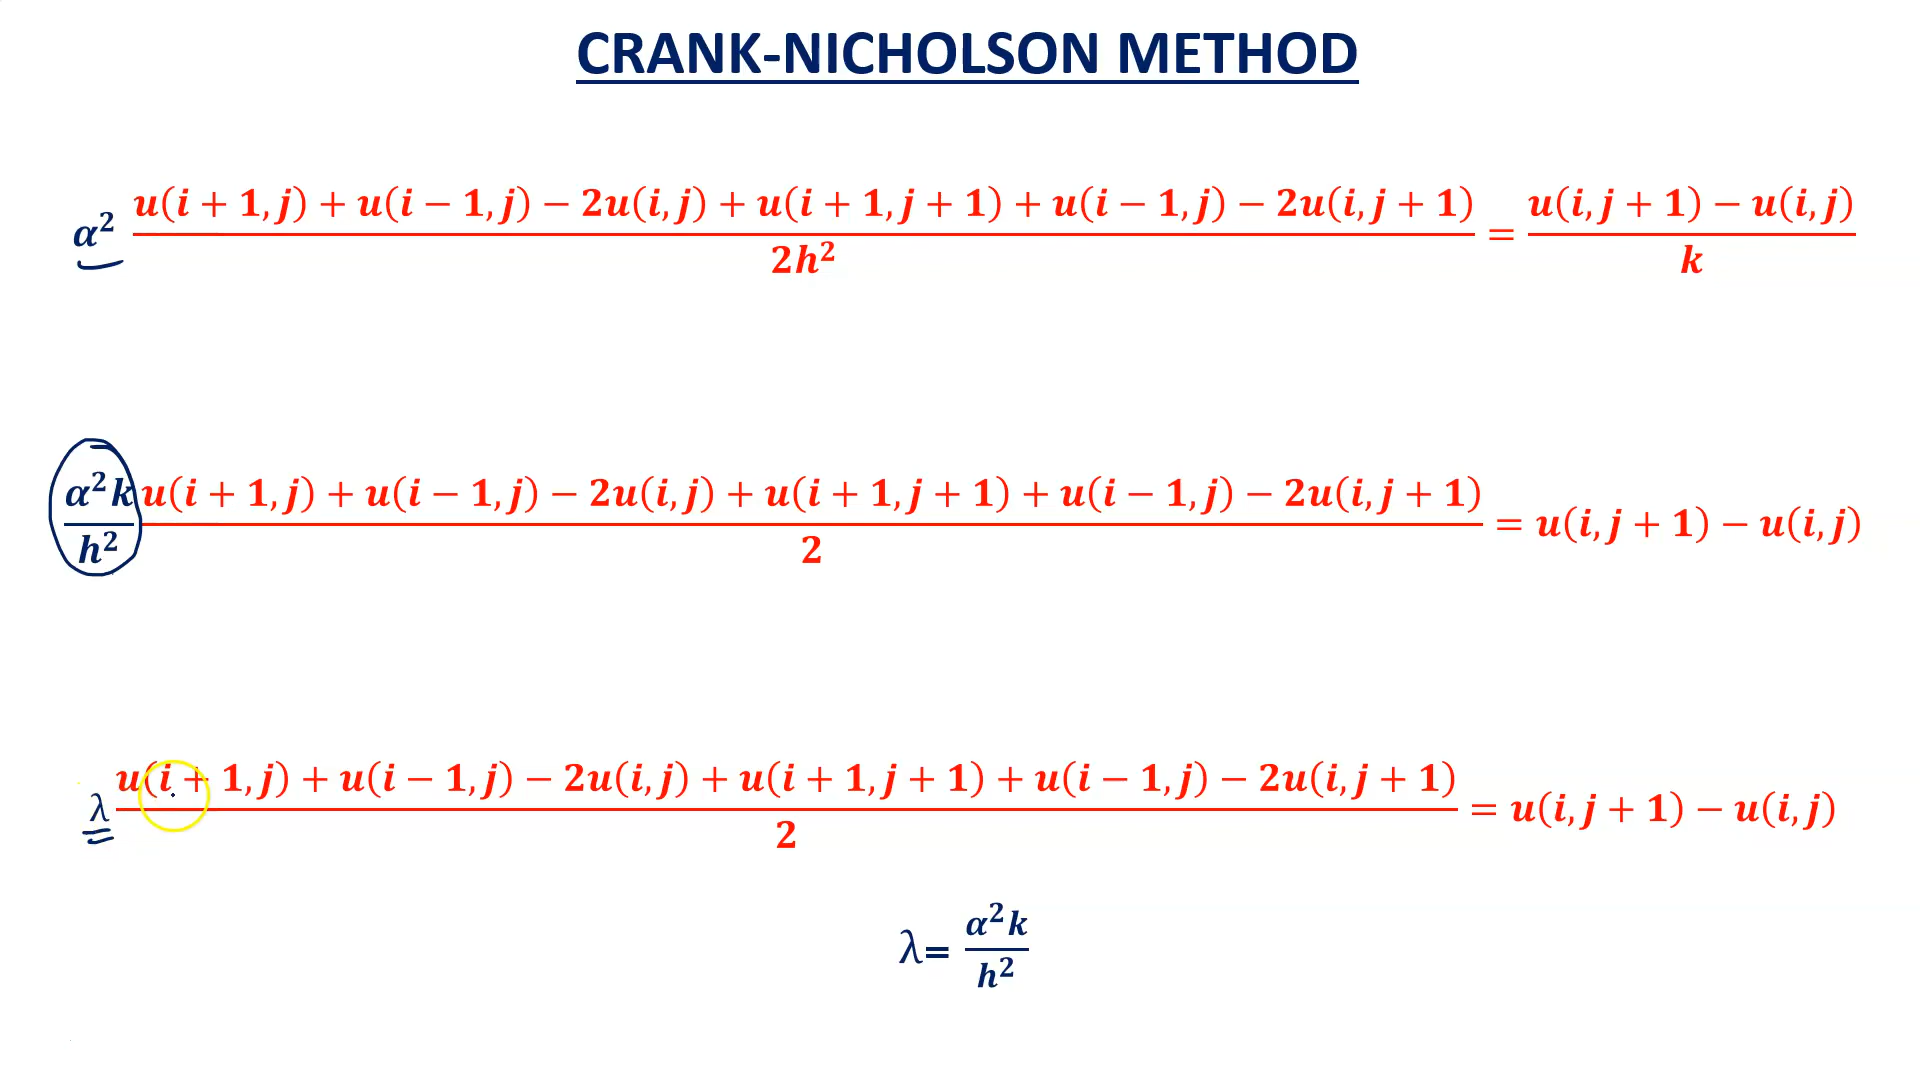 CRANK-NICHOLSON METHOD
α² (u(i + 1, j) + u(i − 1, j) − 2u(i, j) + u(i + 1, j + 1) + u(i − 1, j) − 2u(i, j + 1))/(2h²) = (u(i, j + 1) − u(i, j))/k
(α²k/h²) (u(i + 1, j) + u(i − 1, j) − 2u(i, j) + u(i + 1, j + 1) + u(i − 1, j) − 2u(i, j + 1))/2 = u(i, j + 1) − u(i, j)
λ (u(i + 1, j) + u(i − 1, j) − 2u(i, j) + u(i + 1, j + 1) + u(i − 1, j) − 2u(i, j + 1))/2 = u(i, j + 1) − u(i, j)
λ= α²k/h²